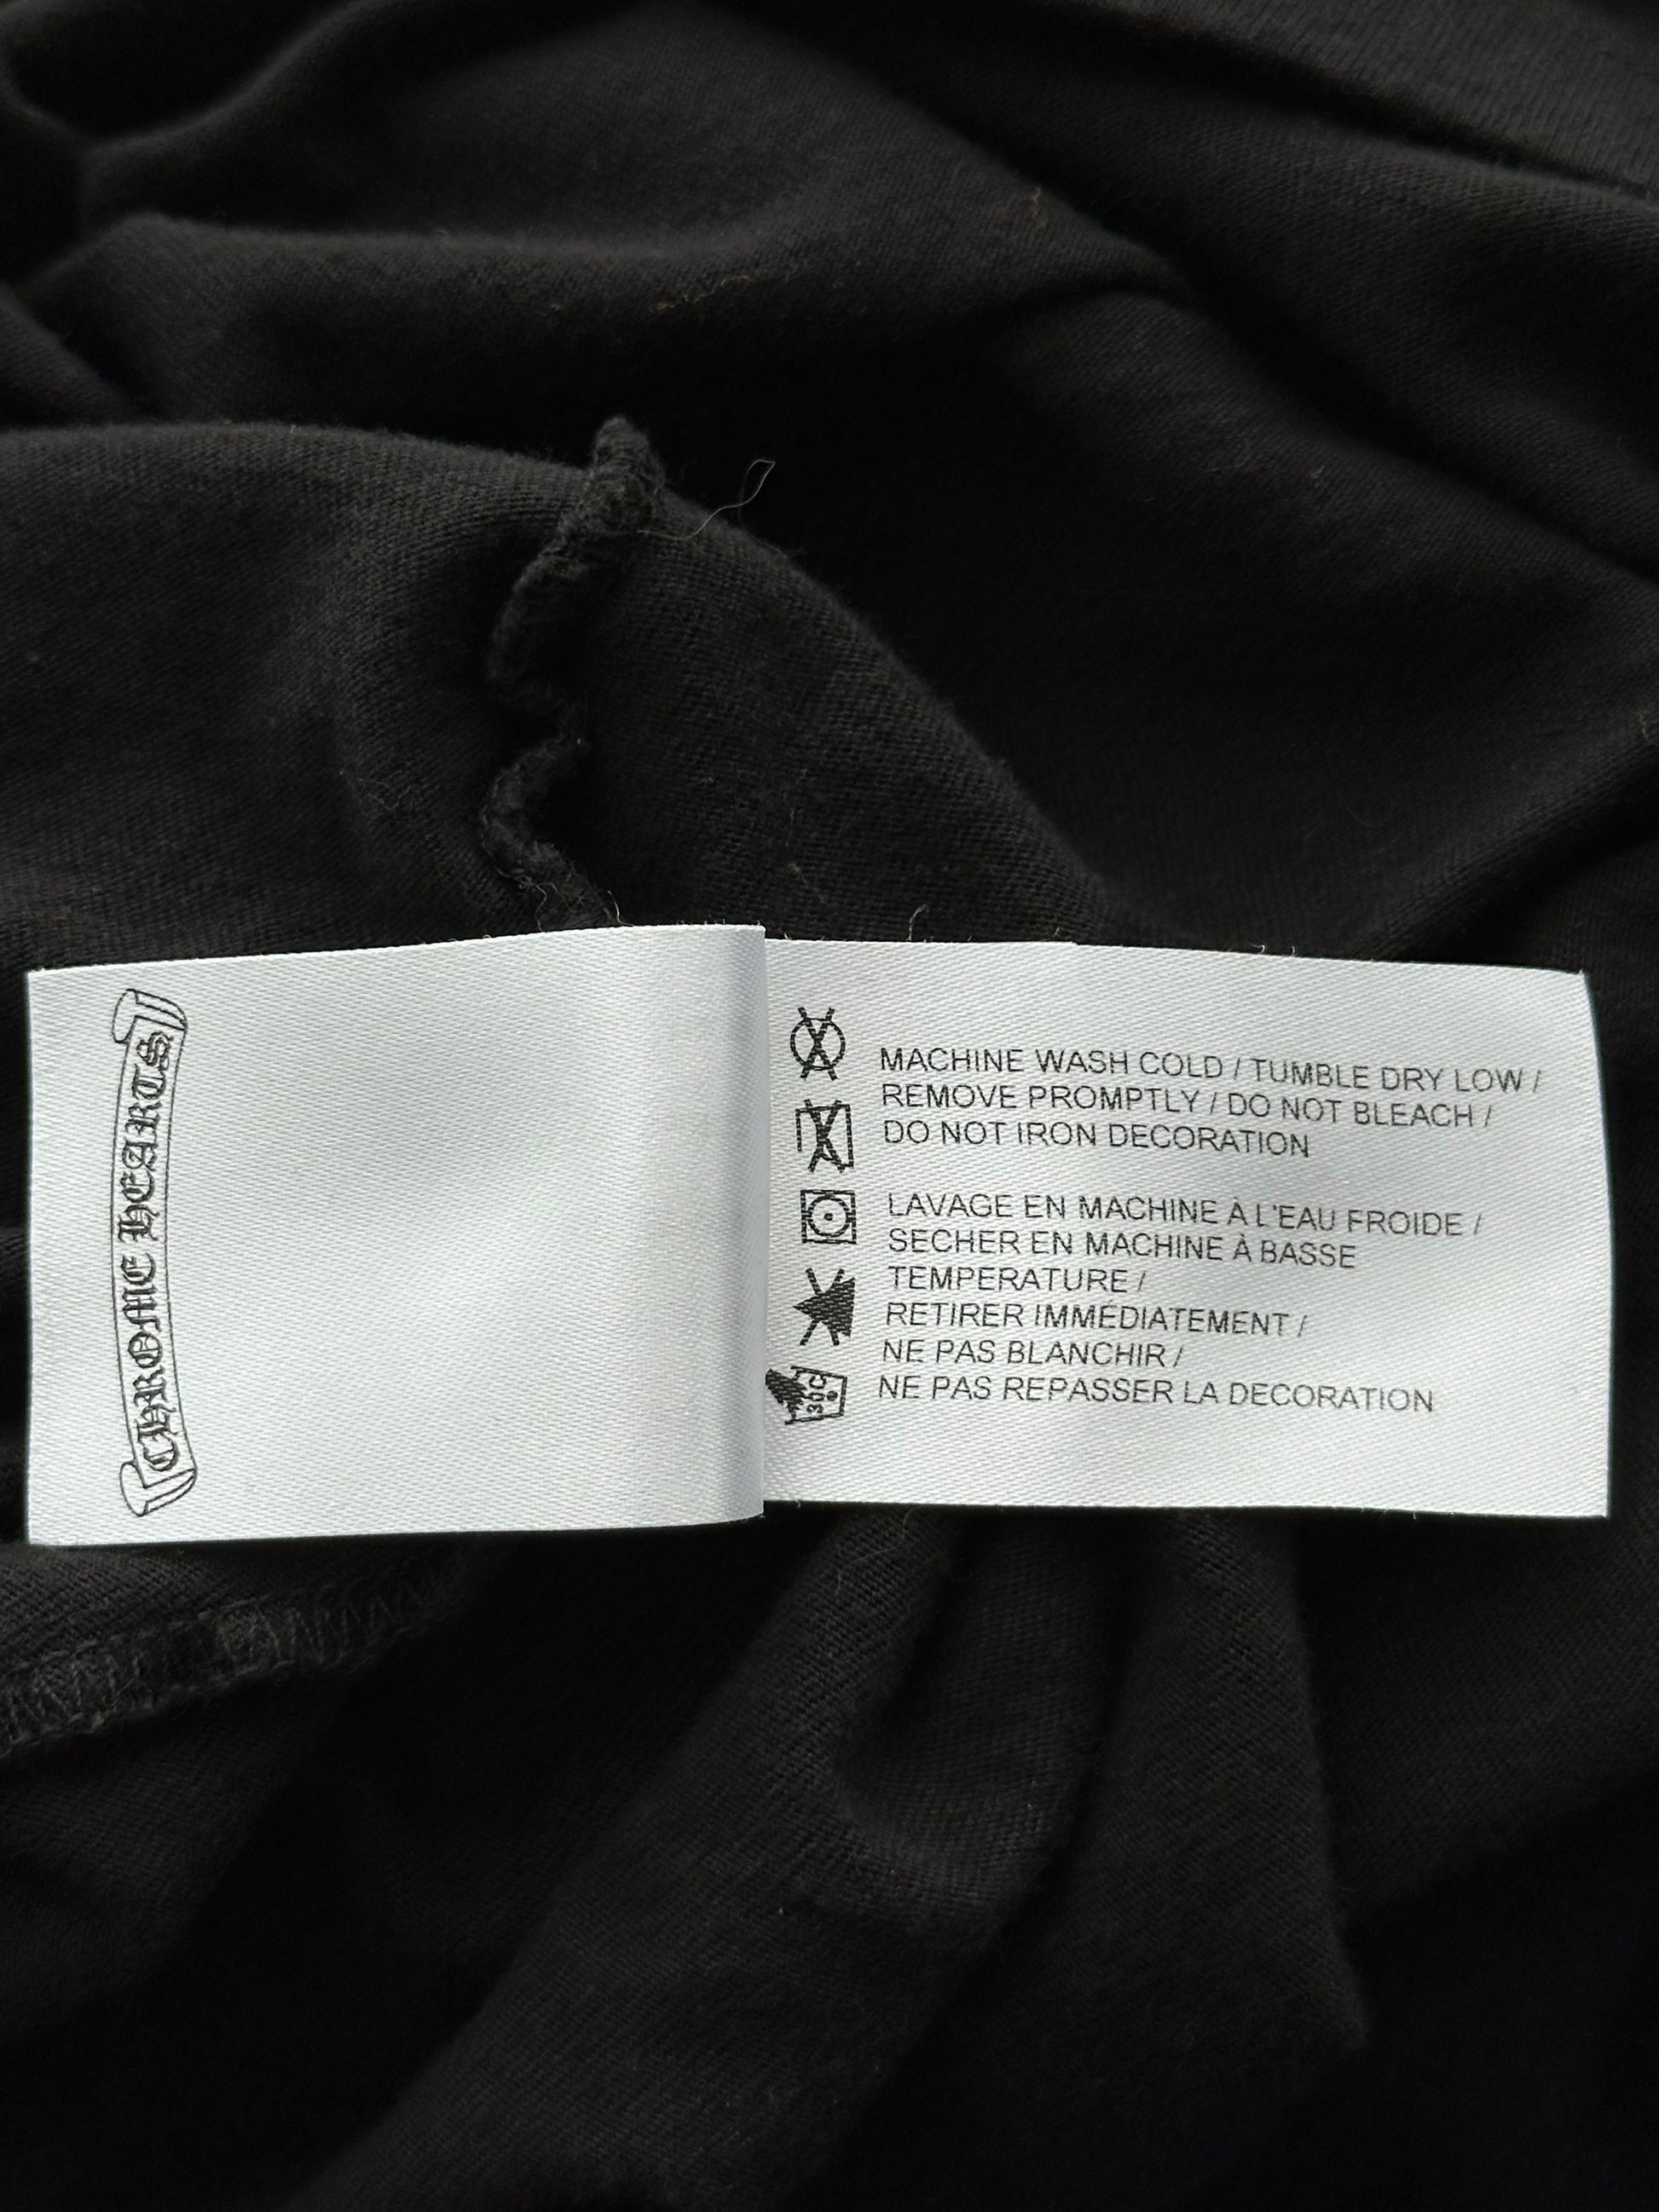 CHROME HEARTS
MACHINE WASH COLD / TUMBLE DRY LOW /
REMOVE PROMPTLY / DO NOT BLEACH /
DO NOT IRON DECORATION
LAVAGE EN MACHINE À L'EAU FROIDE /
SECHER EN MACHINE À BASSE
TEMPERATURE /
RETIRER IMMÉDIATEMENT /
NE PAS BLANCHIR /
NE PAS REPASSER LA DECORATION
30C